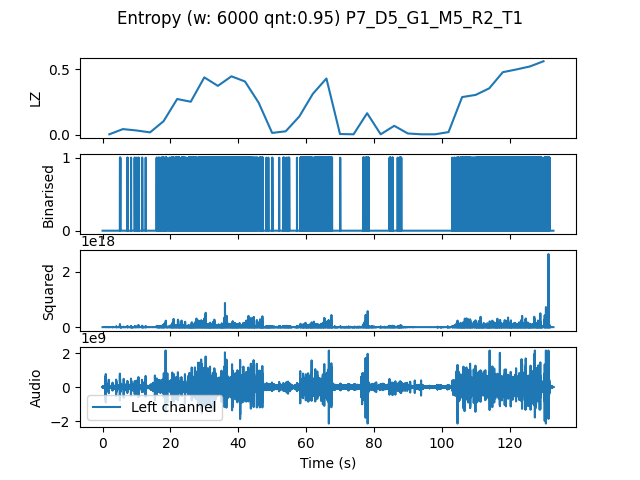 Entropy (w: 6000 qnt:0.95) P7_D5_G1_M5_R2_T1
0.5
0.0
LZ
1
0
Binarised
1e18
2
0
Squared
1e9
2
0
−2
Audio
Left channel
0 20 40 60 80 100 120
Time (s)